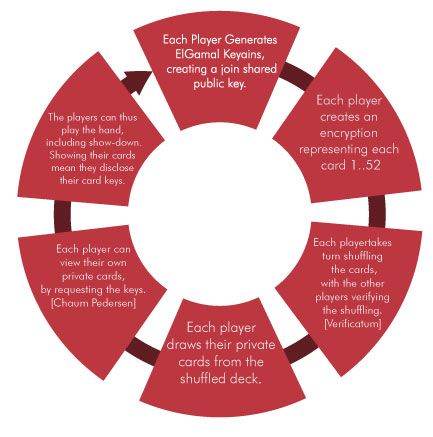 Each Player Generates
ElGamal Keyains,
creating a join shared
public key.
Each player
creates an
encryption
representing each
card 1..52
Each playertakes
turn shuffling
the cards,
with the other
players verifying
the shuffling.
[Verificatum]
Each player
draws their private
cards from the
shuffled deck.
Each player can
view their own
private cards,
by requesting the keys.
[Chaum Pedersen]
The players can thus
play the hand,
including show-down.
Showing their cards
mean they disclose
their card keys.